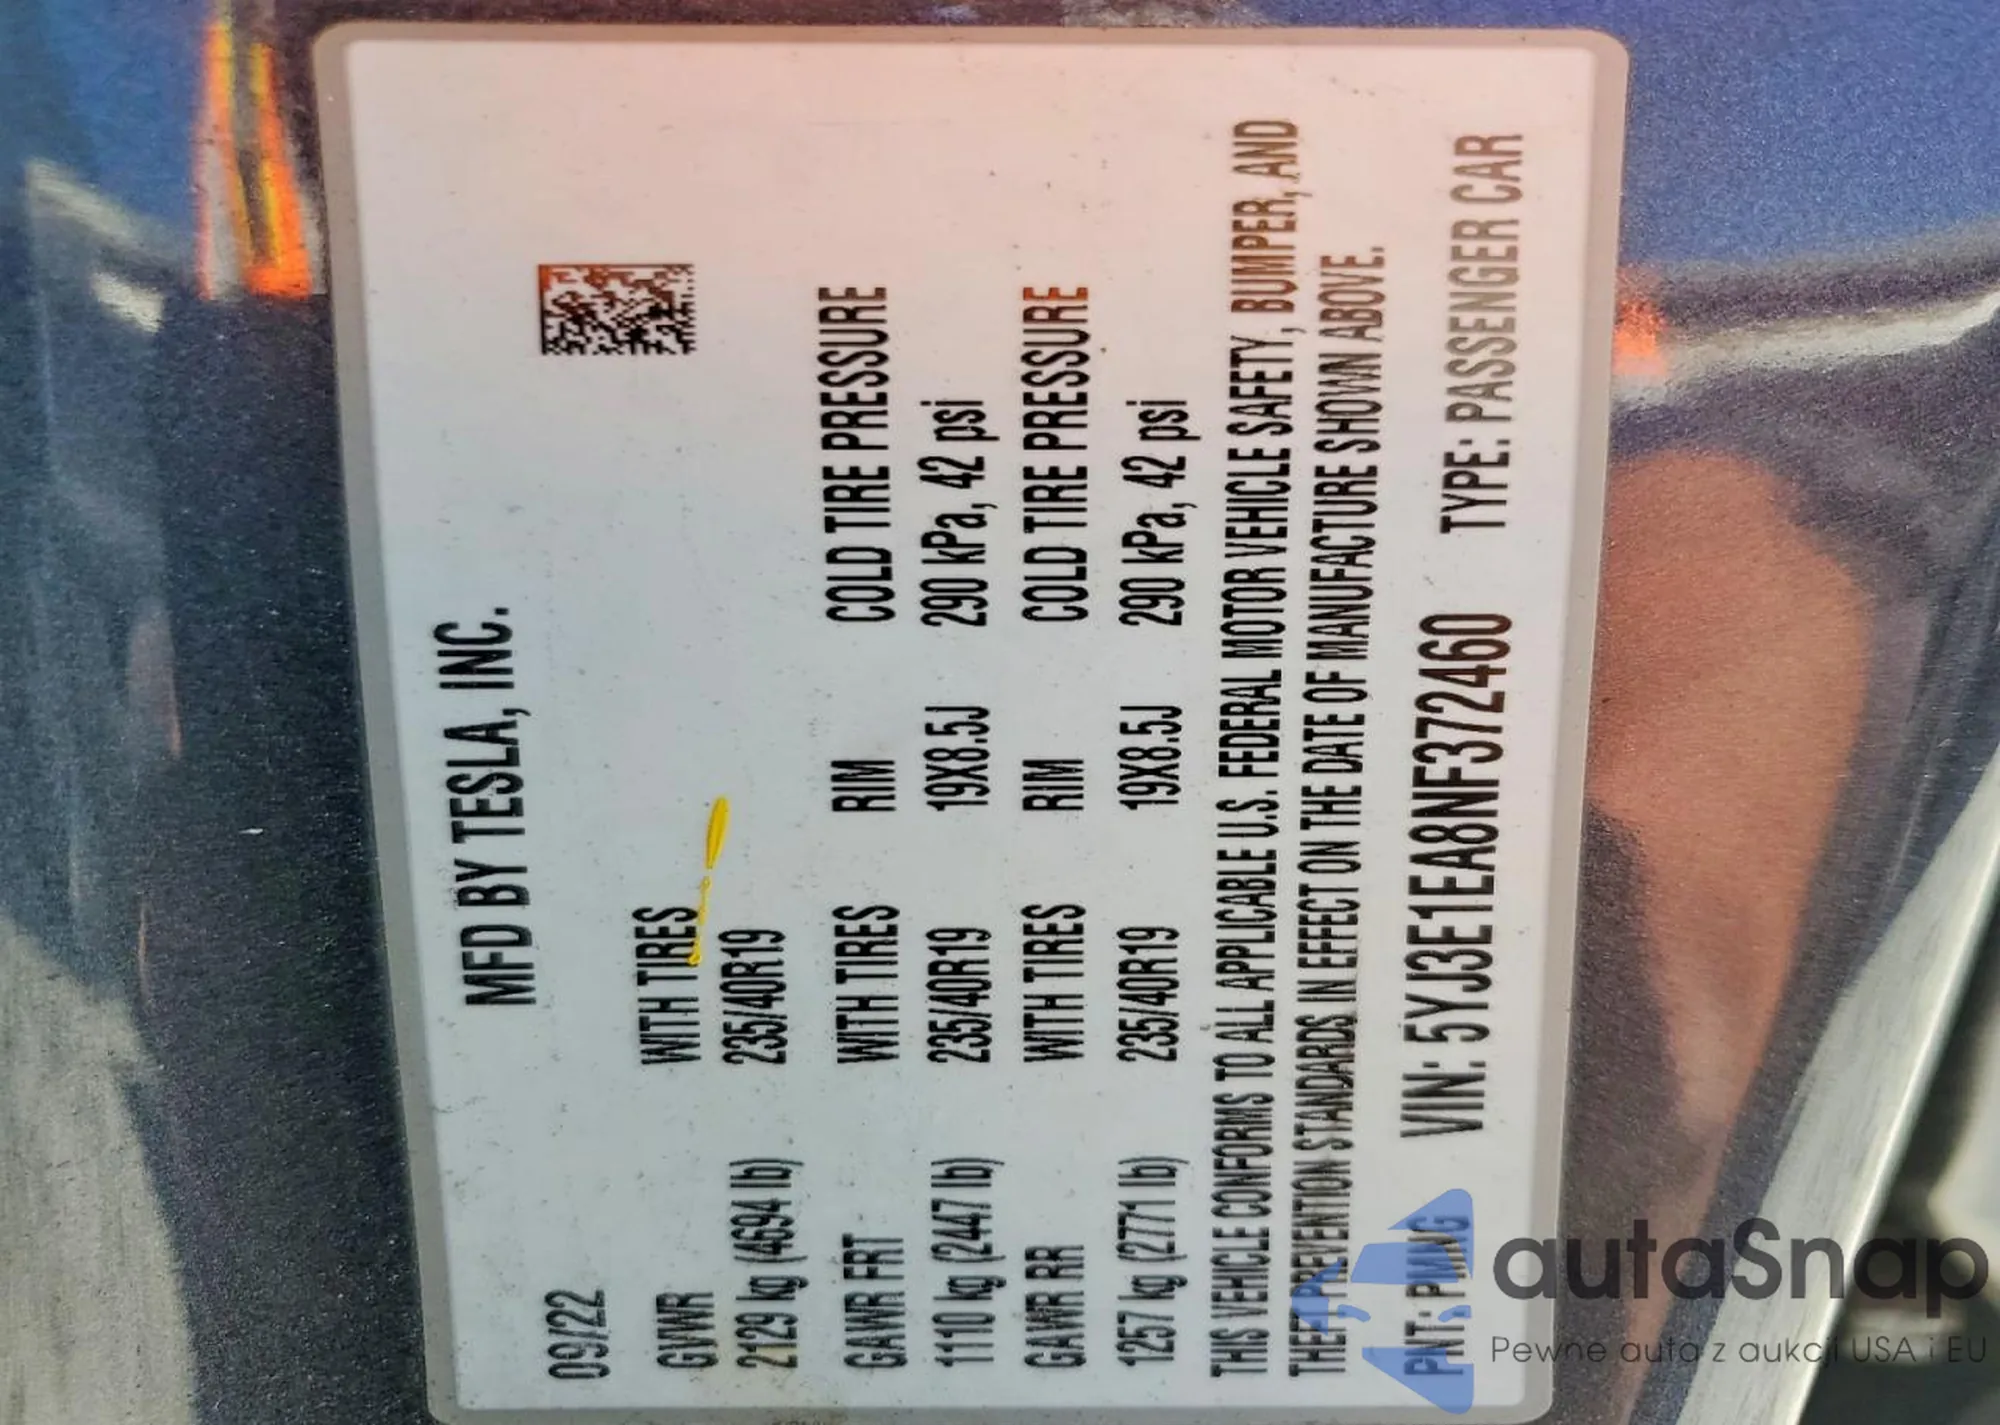 MFD BY TESLA, INC.
09/22
GVWR WITH TIRES
2129 kg (4694 lb) 235/40R19
GAWR FRT WITH TIRES RIM COLD TIRE PRESSURE
1110 kg (2447 lb) 235/40R19 19X8.5J 290 kPa, 42 psi
GAWR RR WITH TIRES RIM COLD TIRE PRESSURE
1257 kg (2771 lb) 235/40R19 19X8.5J 290 kPa, 42 psi
THIS VEHICLE CONFORMS TO ALL APPLICABLE U.S. FEDERAL MOTOR VEHICLE SAFETY, BUMPER, AND
THEFT PREVENTION STANDARDS IN EFFECT ON THE DATE OF MANUFACTURE SHOWN ABOVE.
PNT: PMNG VIN: 5YJ3E1EA8NF372460 TYPE: PASSENGER CAR
autaSnap
Pewne auta z aukcji USA i EU